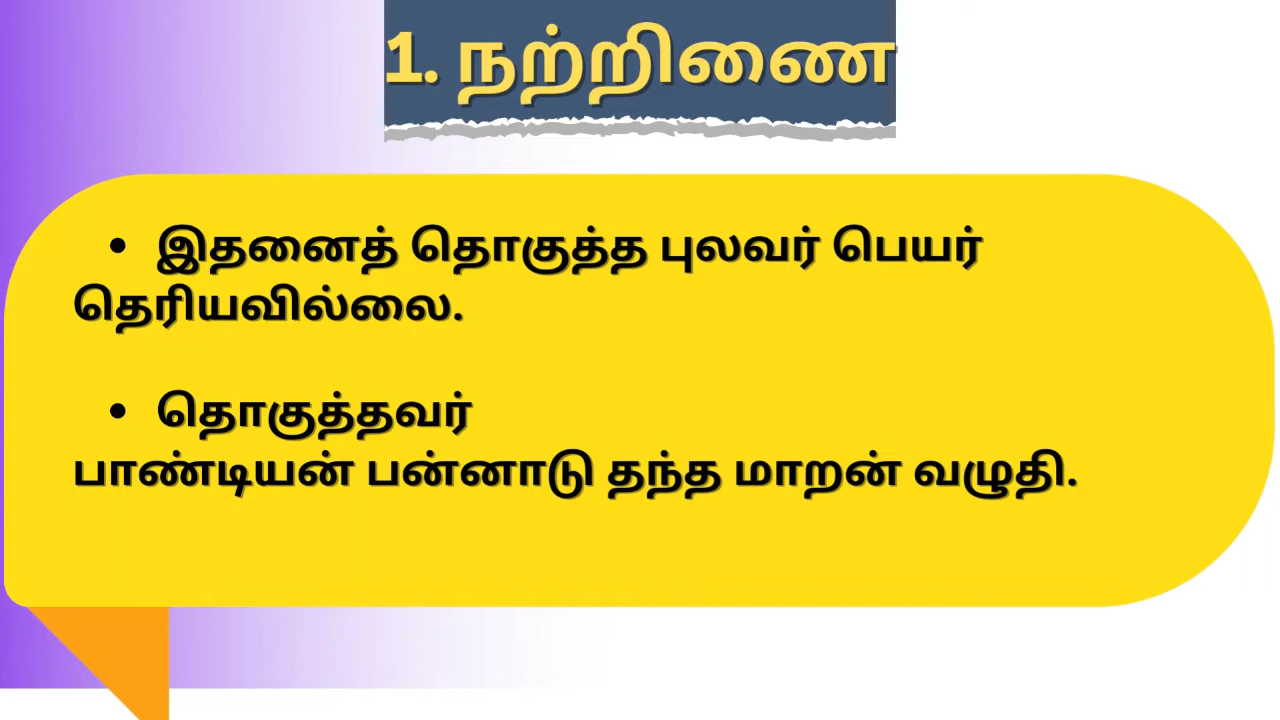 1. நற்றிணை
• இதனைத் தொகுத்த புலவர் பெயர்
தெரியவில்லை.
• தொகுத்தவர்
பாண்டியன் பன்னாடு தந்த மாறன் வழுதி.